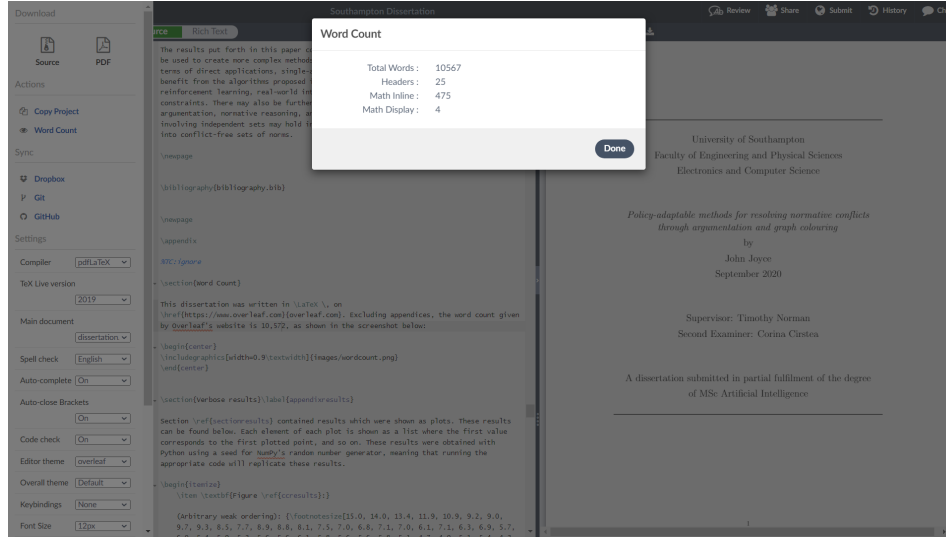 Download
Source PDF
Actions
Copy Project
Word Count
Sync
Dropbox
Git
GitHub
Settings
Compiler pdfLaTeX
TeX Live version
2019
Main document
dissertation
Spell check English
Auto-complete On
Auto-close Brackets
On
Code check On
Editor theme overleaf
Overall theme Default
Keybindings None
Font Size 12px
Southampton Dissertation
Review Share Submit History
Rich Text
The results put forth in this paper
be used to create more complex methods
terms of direct applications,
benefit from the algorithms proposed
reinforcement learning, real-world
constraints. There may also be further
argumentation, normative reasoning,
involving independent sets may hold
into conflict-free sets of norms.
\newpage
\bibliography{bibliography.bib}
\newpage
\appendix
%TC:ignore
\section{Word Count}
This dissertation was written in \LaTeX \, on
\href{https://www.overleaf.com}{overleaf.com}. Excluding appendices, the word count given
by Overleaf's website is 10,572, as shown in the screenshot below:
\begin{center}
\includegraphics[width=0.9\textwidth]{images/wordcount.png}
\end{center}
\section{Verbose results}\label{appendixresults}
Section \ref{sectionresults} contained results which were shown as plots. These results
can be found below. Each element of each plot is shown as a list where the first value
corresponds to the first plotted point, and so on. These results were obtained with
Python using a seed for NumPy's random number generator, meaning that running the
appropriate code will replicate these results.
\begin{itemize}
\item \textbf{Figure \ref{ccresults}:}
(Arbitrary weak ordering): {\footnotesize[15.0, 14.0, 13.4, 11.9, 10.9, 9.2, 9.0,
9.7, 9.3, 8.5, 7.7, 8.9, 8.0, 8.1, 7.5, 7.0, 6.8, 7.1, 7.0, 6.1, 7.1, 6.3, 6.9, 5.7,
Word Count
Total Words : 10567
Headers : 25
Math Inline : 475
Math Display : 4
Done
University of Southampton
Faculty of Engineering and Physical Sciences
Electronics and Computer Science
Policy-adaptable methods for resolving normative conflicts
through argumentation and graph colouring
by
John Joyce
September 2020
Supervisor: Timothy Norman
Second Examiner: Corina Cirstea
A dissertation submitted in partial fulfilment of the degree
of MSc Artificial Intelligence
1